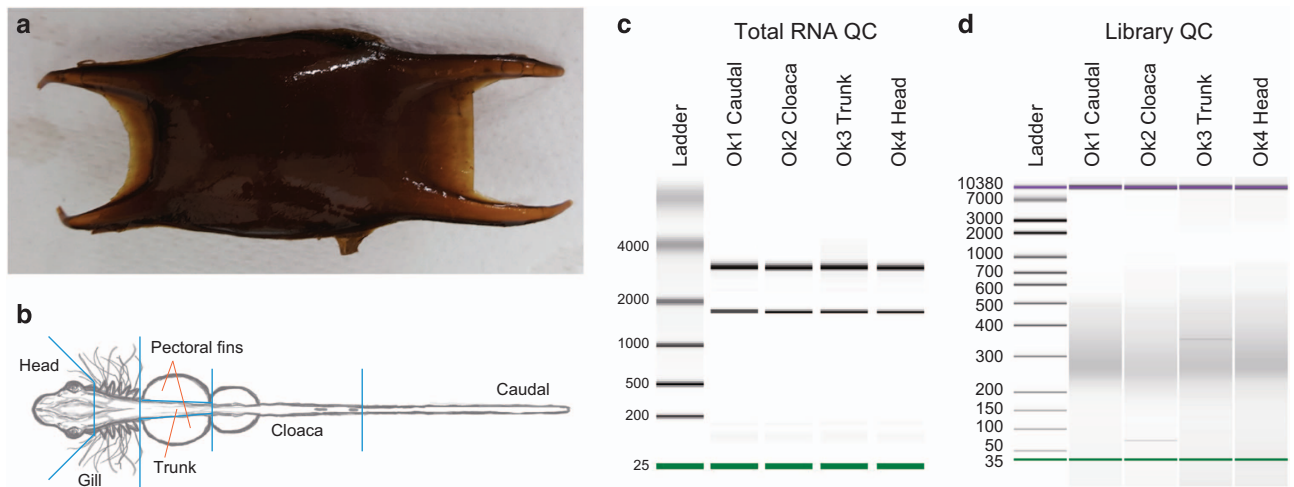 a
b
Head
Pectoral fins
Caudal
Cloaca
Trunk
Gill
c
Total RNA QC
Ladder
Ok1 Caudal
Ok2 Cloaca
Ok3 Trunk
Ok4 Head
4000
2000
1000
500
200
25
d
Library QC
Ladder
Ok1 Caudal
Ok2 Cloaca
Ok3 Trunk
Ok4 Head
10380
7000
3000
2000
1000
700
600
500
400
300
200
150
100
50
35